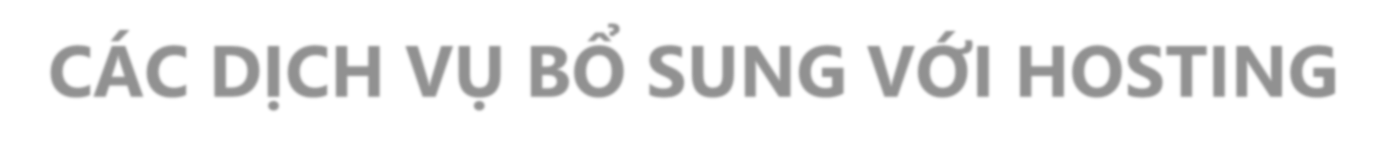 CÁC DỊCH VỤ BỔ SUNG VỚI HOSTING